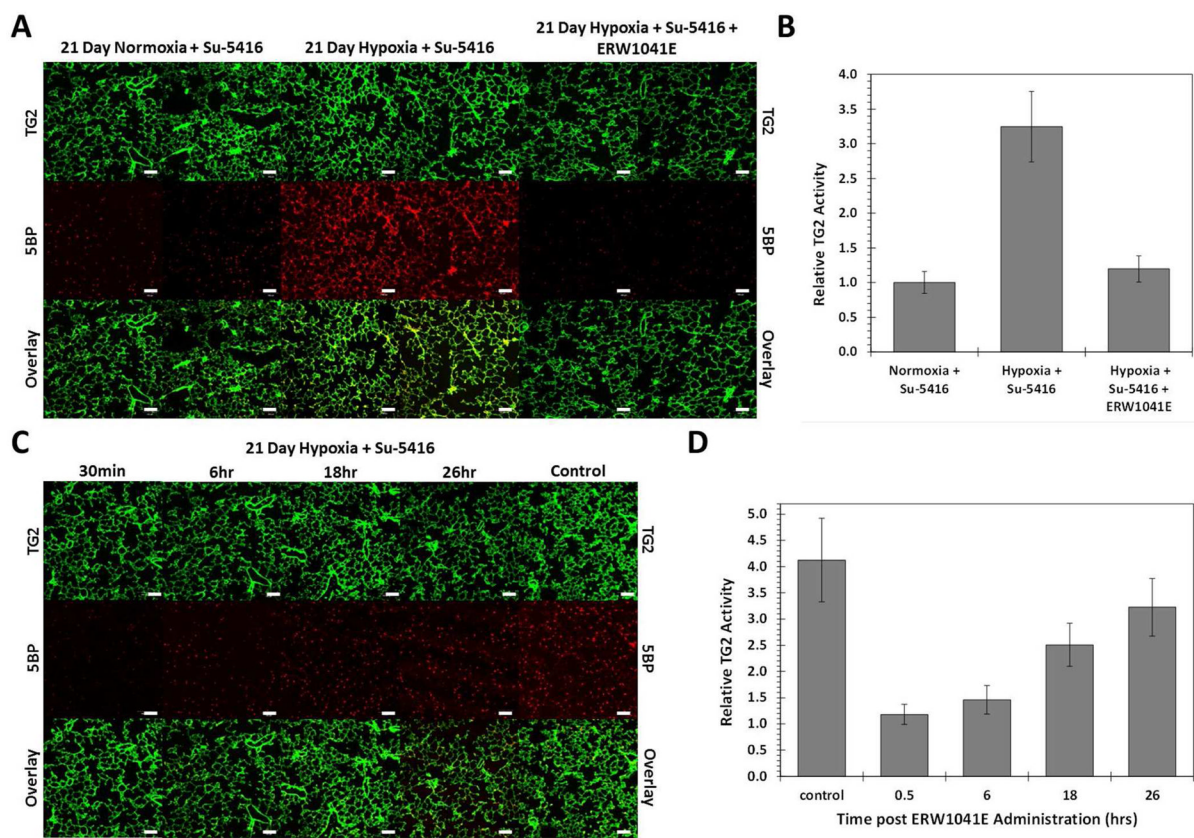 A
21 Day Normoxia + Su-5416
21 Day Hypoxia + Su-5416
21 Day Hypoxia + Su-5416 +
ERW1041E
TG2
TG2
5BP
5BP
Overlay
Overlay
B
Relative TG2 Activity
4.0
3.5
3.0
2.5
2.0
1.5
1.0
0.5
0.0
Normoxia +
Su-5416
Hypoxia +
Su-5416
Hypoxia +
Su-5416 +
ERW1041E
C
21 Day Hypoxia + Su-5416
30min
6hr
18hr
26hr
Control
TG2
TG2
5BP
5BP
Overlay
Overlay
D
Relative TG2 Activity
5.0
4.5
4.0
3.5
3.0
2.5
2.0
1.5
1.0
0.5
0.0
control
0.5
6
18
26
Time post ERW1041E Administration (hrs)